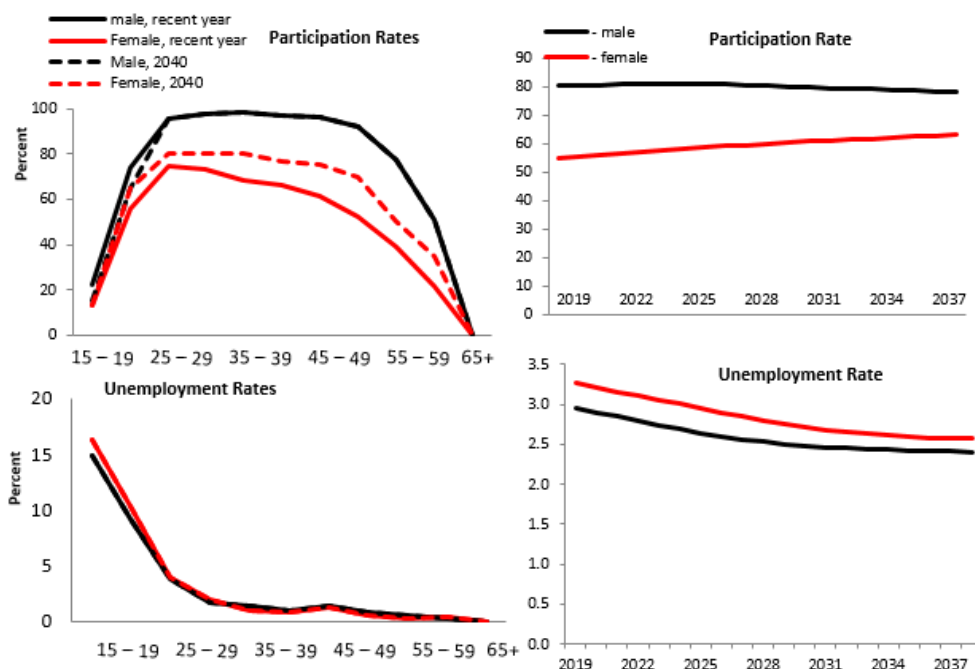 male, recent year
Female, recent year
Male, 2040
Female, 2040
Participation Rates
Percent
100
80
60
40
20
0
15 – 19 25 – 29 35 – 39 45 – 49 55 – 59 65+
- male
- female
Participation Rate
90
80
70
60
50
40
30
20
10
0
2019 2022 2025 2028 2031 2034 2037
Unemployment Rates
Percent
20
15
10
5
0
15 – 19 25 – 29 35 – 39 45 – 49 55 – 59 65+
Unemployment Rate
3.5
3.0
2.5
2.0
1.5
1.0
0.5
0.0
2019 2022 2025 2028 2031 2034 2037